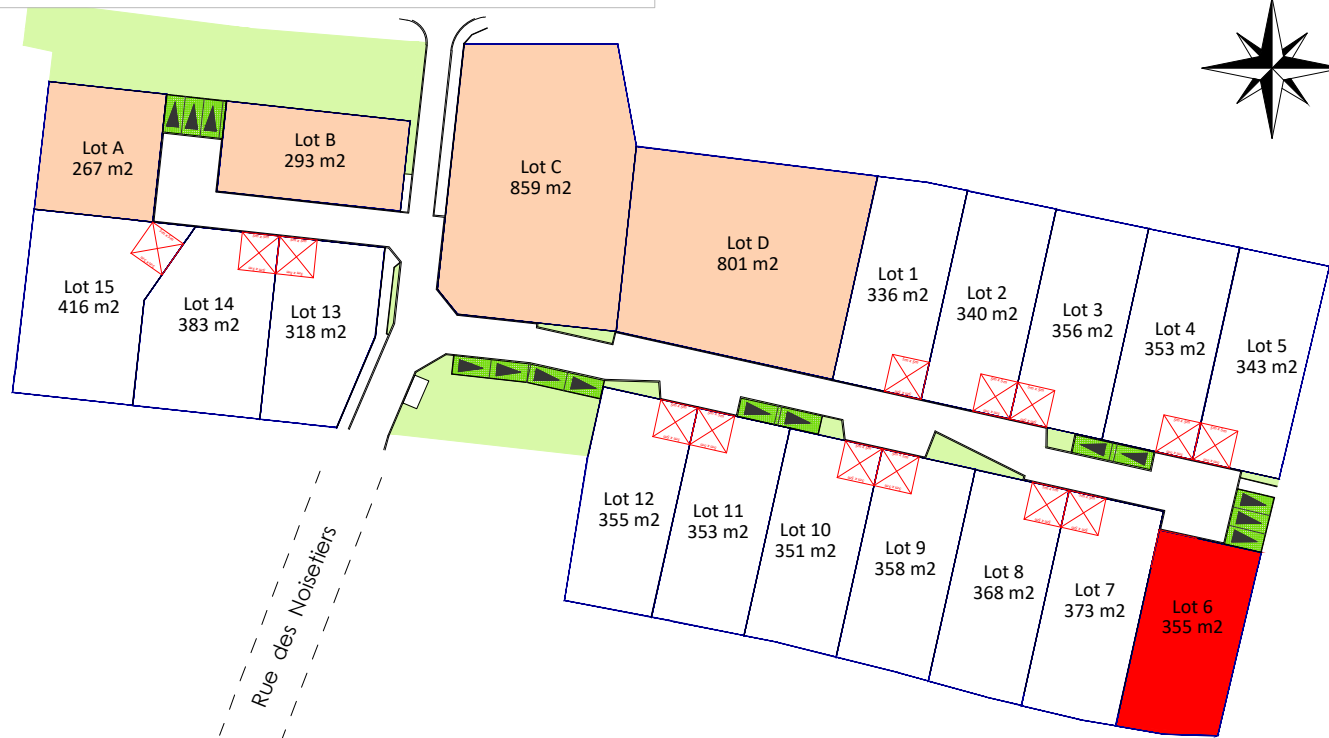 Lot A
267 m2
Lot B
293 m2
Lot C
859 m2
Lot D
801 m2
Lot 1
336 m2
Lot 2
340 m2
Lot 3
356 m2
Lot 4
353 m2
Lot 5
343 m2
Lot 15
416 m2
Lot 14
383 m2
Lot 13
318 m2
Lot 12
355 m2
Lot 11
353 m2
Lot 10
351 m2
Lot 9
358 m2
Lot 8
368 m2
Lot 7
373 m2
Lot 6
355 m2
Rue des Noisetiers